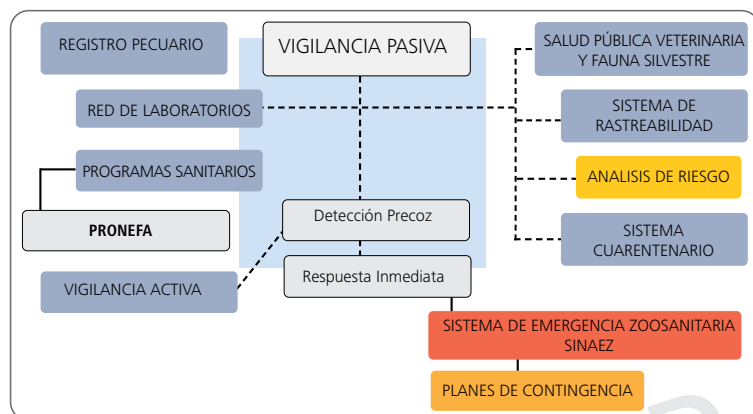 REGISTRO PECUARIO
VIGILANCIA PASIVA
SALUD PÚBLICA VETERINARIA
Y FAUNA SILVESTRE
RED DE LABORATORIOS
SISTEMA DE
RASTREABILIDAD
PROGRAMAS SANITARIOS
ANALISIS DE RIESGO
PRONEFA
Detección Precoz
SISTEMA
CUARENTENARIO
VIGILANCIA ACTIVA
Respuesta Inmediata
SISTEMA DE EMERGENCIA ZOOSANITARIA
SINAEZ
PLANES DE CONTINGENCIA